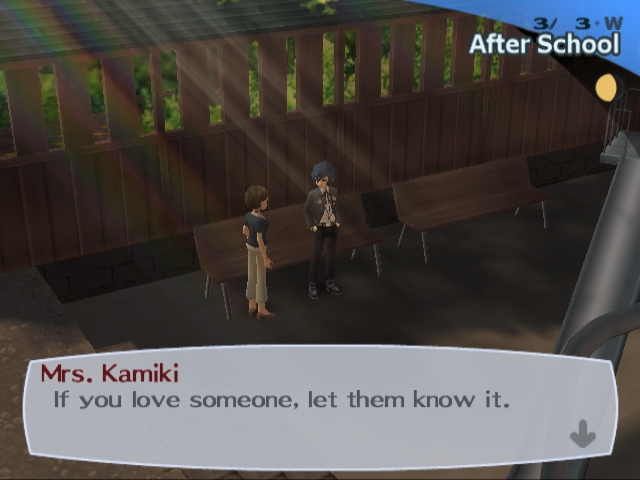 3/ 3·W
After School
Mrs. Kamiki
If you love someone, let them know it.